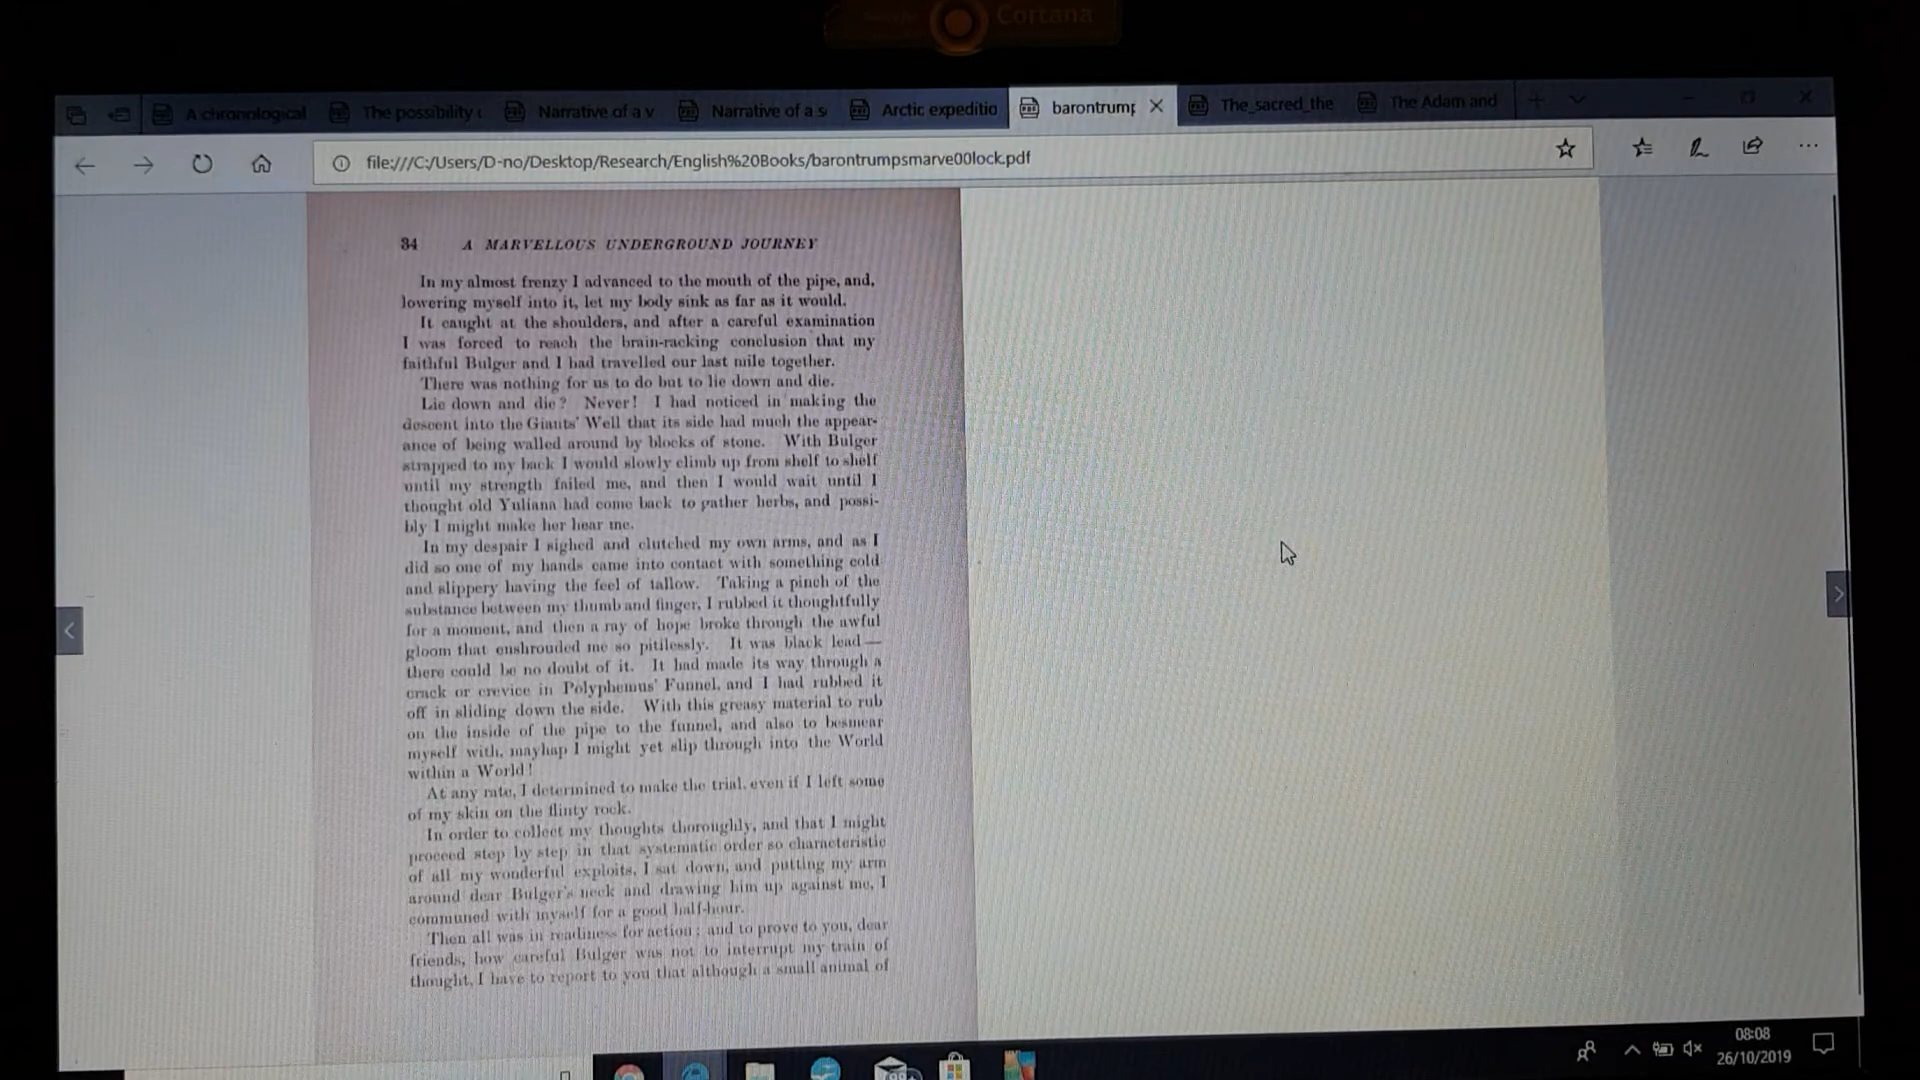 Cortana
A chronological
The possibility
Narrative of a v
Narrative of a s
Arctic expeditio
barontrump
The_sacred_the
The Adam and
file:///C:/Users/D-no/Desktop/Research/English%20Books/barontrumpsmarve00lock.pdf
34 A MARVELLOUS UNDERGROUND JOURNEY
In my almost frenzy I advanced to the mouth of the pipe, and,
lowering myself into it, let my body sink as far as it would.
It caught at the shoulders, and after a careful examination
I was forced to reach the brain-racking conclusion that my
faithful Bulger and I had travelled our last mile together.
There was nothing for us to do but to lie down and die.
Lie down and die? Never! I had noticed in making the
descent into the Giants' Well that its side had much the appear-
ance of being walled around by blocks of stone. With Bulger
strapped to my back I would slowly climb up from shelf to shelf
until my strength failed me, and then I would wait until I
thought old Yuliana had come back to gather herbs, and possi-
bly I might make her hear me.
In my despair I sighed and clutched my own arms, and as I
did so one of my hands came into contact with something cold
and slippery having the feel of tallow. Taking a pinch of the
substance between my thumb and finger, I rubbed it thoughtfully
for a moment, and then a ray of hope broke through the awful
gloom that enshrouded me so pitilessly. It was black lead —
there could be no doubt of it. It had made its way through a
crack or crevice in Polyphemus' Funnel, and I had rubbed it
off in sliding down the side. With this greasy material to rub
on the inside of the pipe to the funnel, and also to besmear
myself with, mayhap I might yet slip through into the World
within a World!
At any rate, I determined to make the trial, even if I left some
of my skin on the flinty rock.
In order to collect my thoughts thoroughly, and that I might
proceed step by step in that systematic order so characteristic
of all my wonderful exploits, I sat down, and putting my arm
around dear Bulger's neck and drawing him up against me, I
communed with myself for a good half-hour.
Then all was in readiness for action; and to prove to you, dear
friends, how careful Bulger was not to interrupt my train of
thought, I have to report to you that although a small animal of
08:08
26/10/2019